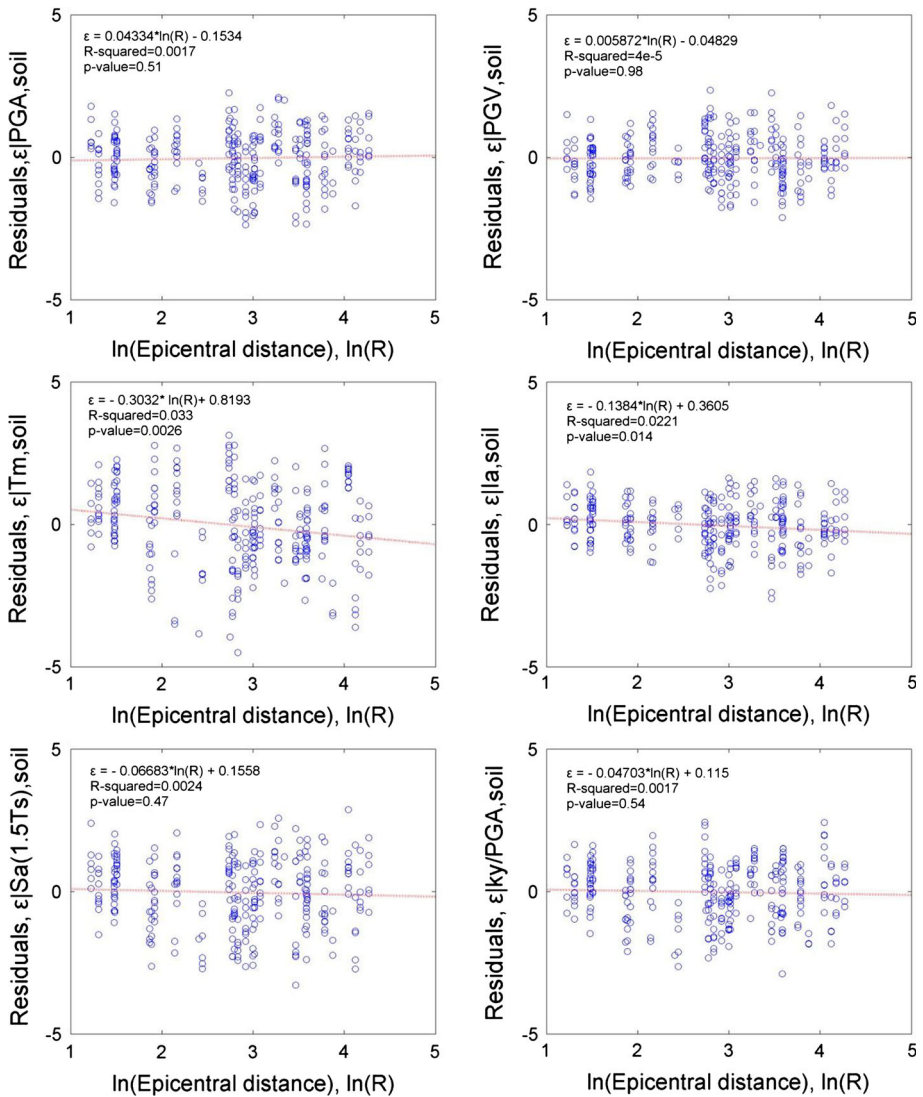 5
0
-5
Residuals,ε|PGA,soil
ε = 0.04334*ln(R) - 0.1534
R-squared=0.0017
p-value=0.51
1 2 3 4 5
ln(Epicentral distance), ln(R)
5
0
-5
Residuals, ε|PGV,soil
ε = 0.005872*ln(R) - 0.04829
R-squared=4e-5
p-value=0.98
1 2 3 4 5
ln(Epicentral distance), ln(R)
5
0
-5
Residuals, ε|Tm,soil
ε = - 0.3032* ln(R)+ 0.8193
R-squared=0.033
p-value=0.0026
1 2 3 4 5
ln(Epicentral distance), ln(R)
5
0
-5
Residuals, ε|Ia,soil
ε = - 0.1384*ln(R) + 0.3605
R-squared=0.0221
p-value=0.014
1 2 3 4 5
ln(Epicentral distance), ln(R)
5
0
-5
Residuals, ε|Sa(1.5Ts),soil
ε = - 0.06683*ln(R) + 0.1558
R-squared=0.0024
p-value=0.47
1 2 3 4 5
ln(Epicentral distance), ln(R)
5
0
-5
Residuals, ε|ky/PGA,soil
ε = - 0.04703*ln(R) + 0.115
R-squared=0.0017
p-value=0.54
1 2 3 4 5
ln(Epicentral distance), ln(R)